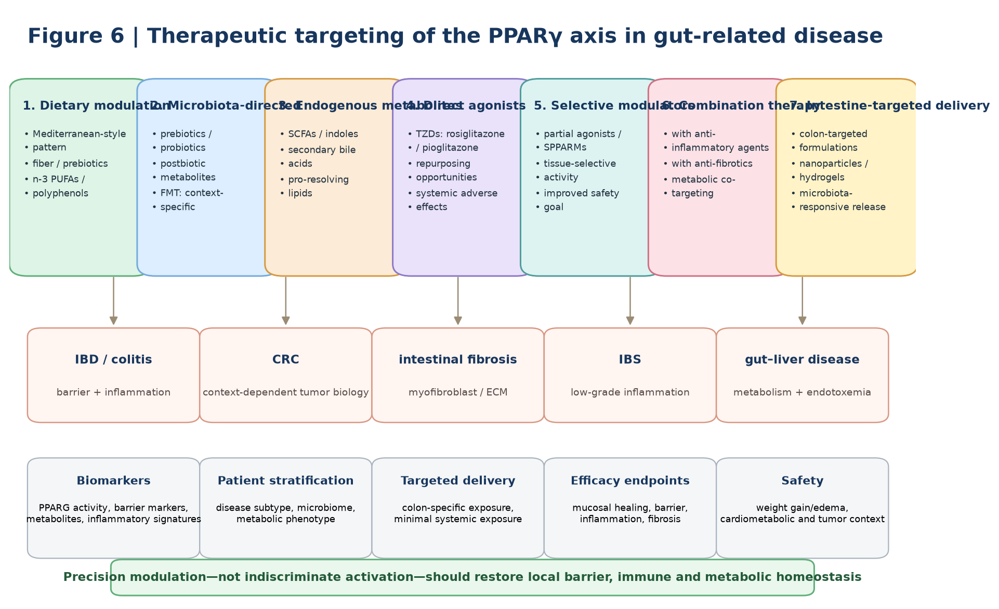 Figure 6 | Therapeutic targeting of the PPARγ axis in gut-related disease
1. Dietary modulation
• Mediterranean-style
• pattern
• fiber / prebiotics
• n-3 PUFAs /
• polyphenols
2. Microbiota-directed
• prebiotics /
• probiotics
• postbiotic
• metabolites
• FMT: context-
• specific
3. Endogenous metabolites
• SCFAs / indoles
• secondary bile
• acids
• pro-resolving
• lipids
4. Direct agonists
• TZDs: rosiglitazone
• / pioglitazone
• repurposing
• opportunities
• systemic adverse
• effects
5. Selective modulators
• partial agonists /
• SPPARMs
• tissue-selective
• activity
• improved safety
• goal
6. Combination therapy
• with anti-
• inflammatory agents
• with anti-fibrotics
• metabolic co-
• targeting
7. Intestine-targeted delivery
• colon-targeted
• formulations
• nanoparticles /
• hydrogels
• microbiota-
• responsive release
IBD / colitis
barrier + inflammation
CRC
context-dependent tumor biology
intestinal fibrosis
myofibroblast / ECM
IBS
low-grade inflammation
gut–liver disease
metabolism + endotoxemia
Biomarkers
PPARG activity, barrier markers,
metabolites, inflammatory signatures
Patient stratification
disease subtype, microbiome,
metabolic phenotype
Targeted delivery
colon-specific exposure,
minimal systemic exposure
Efficacy endpoints
mucosal healing, barrier,
inflammation, fibrosis
Safety
weight gain/edema,
cardiometabolic and tumor context
Precision modulation—not indiscriminate activation—should restore local barrier, immune and metabolic homeostasis